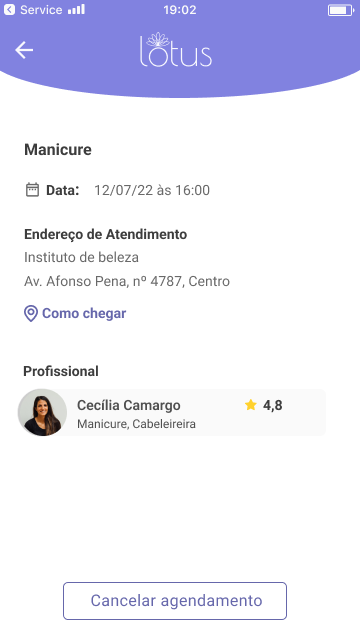 Service
19:02
lotus
Manicure
Data: 12/07/22 às 16:00
Endereço de Atendimento
Instituto de beleza
Av. Afonso Pena, nº 4787, Centro
Como chegar
Profissional
Cecília Camargo 4,8
Manicure, Cabeleireira
Cancelar agendamento